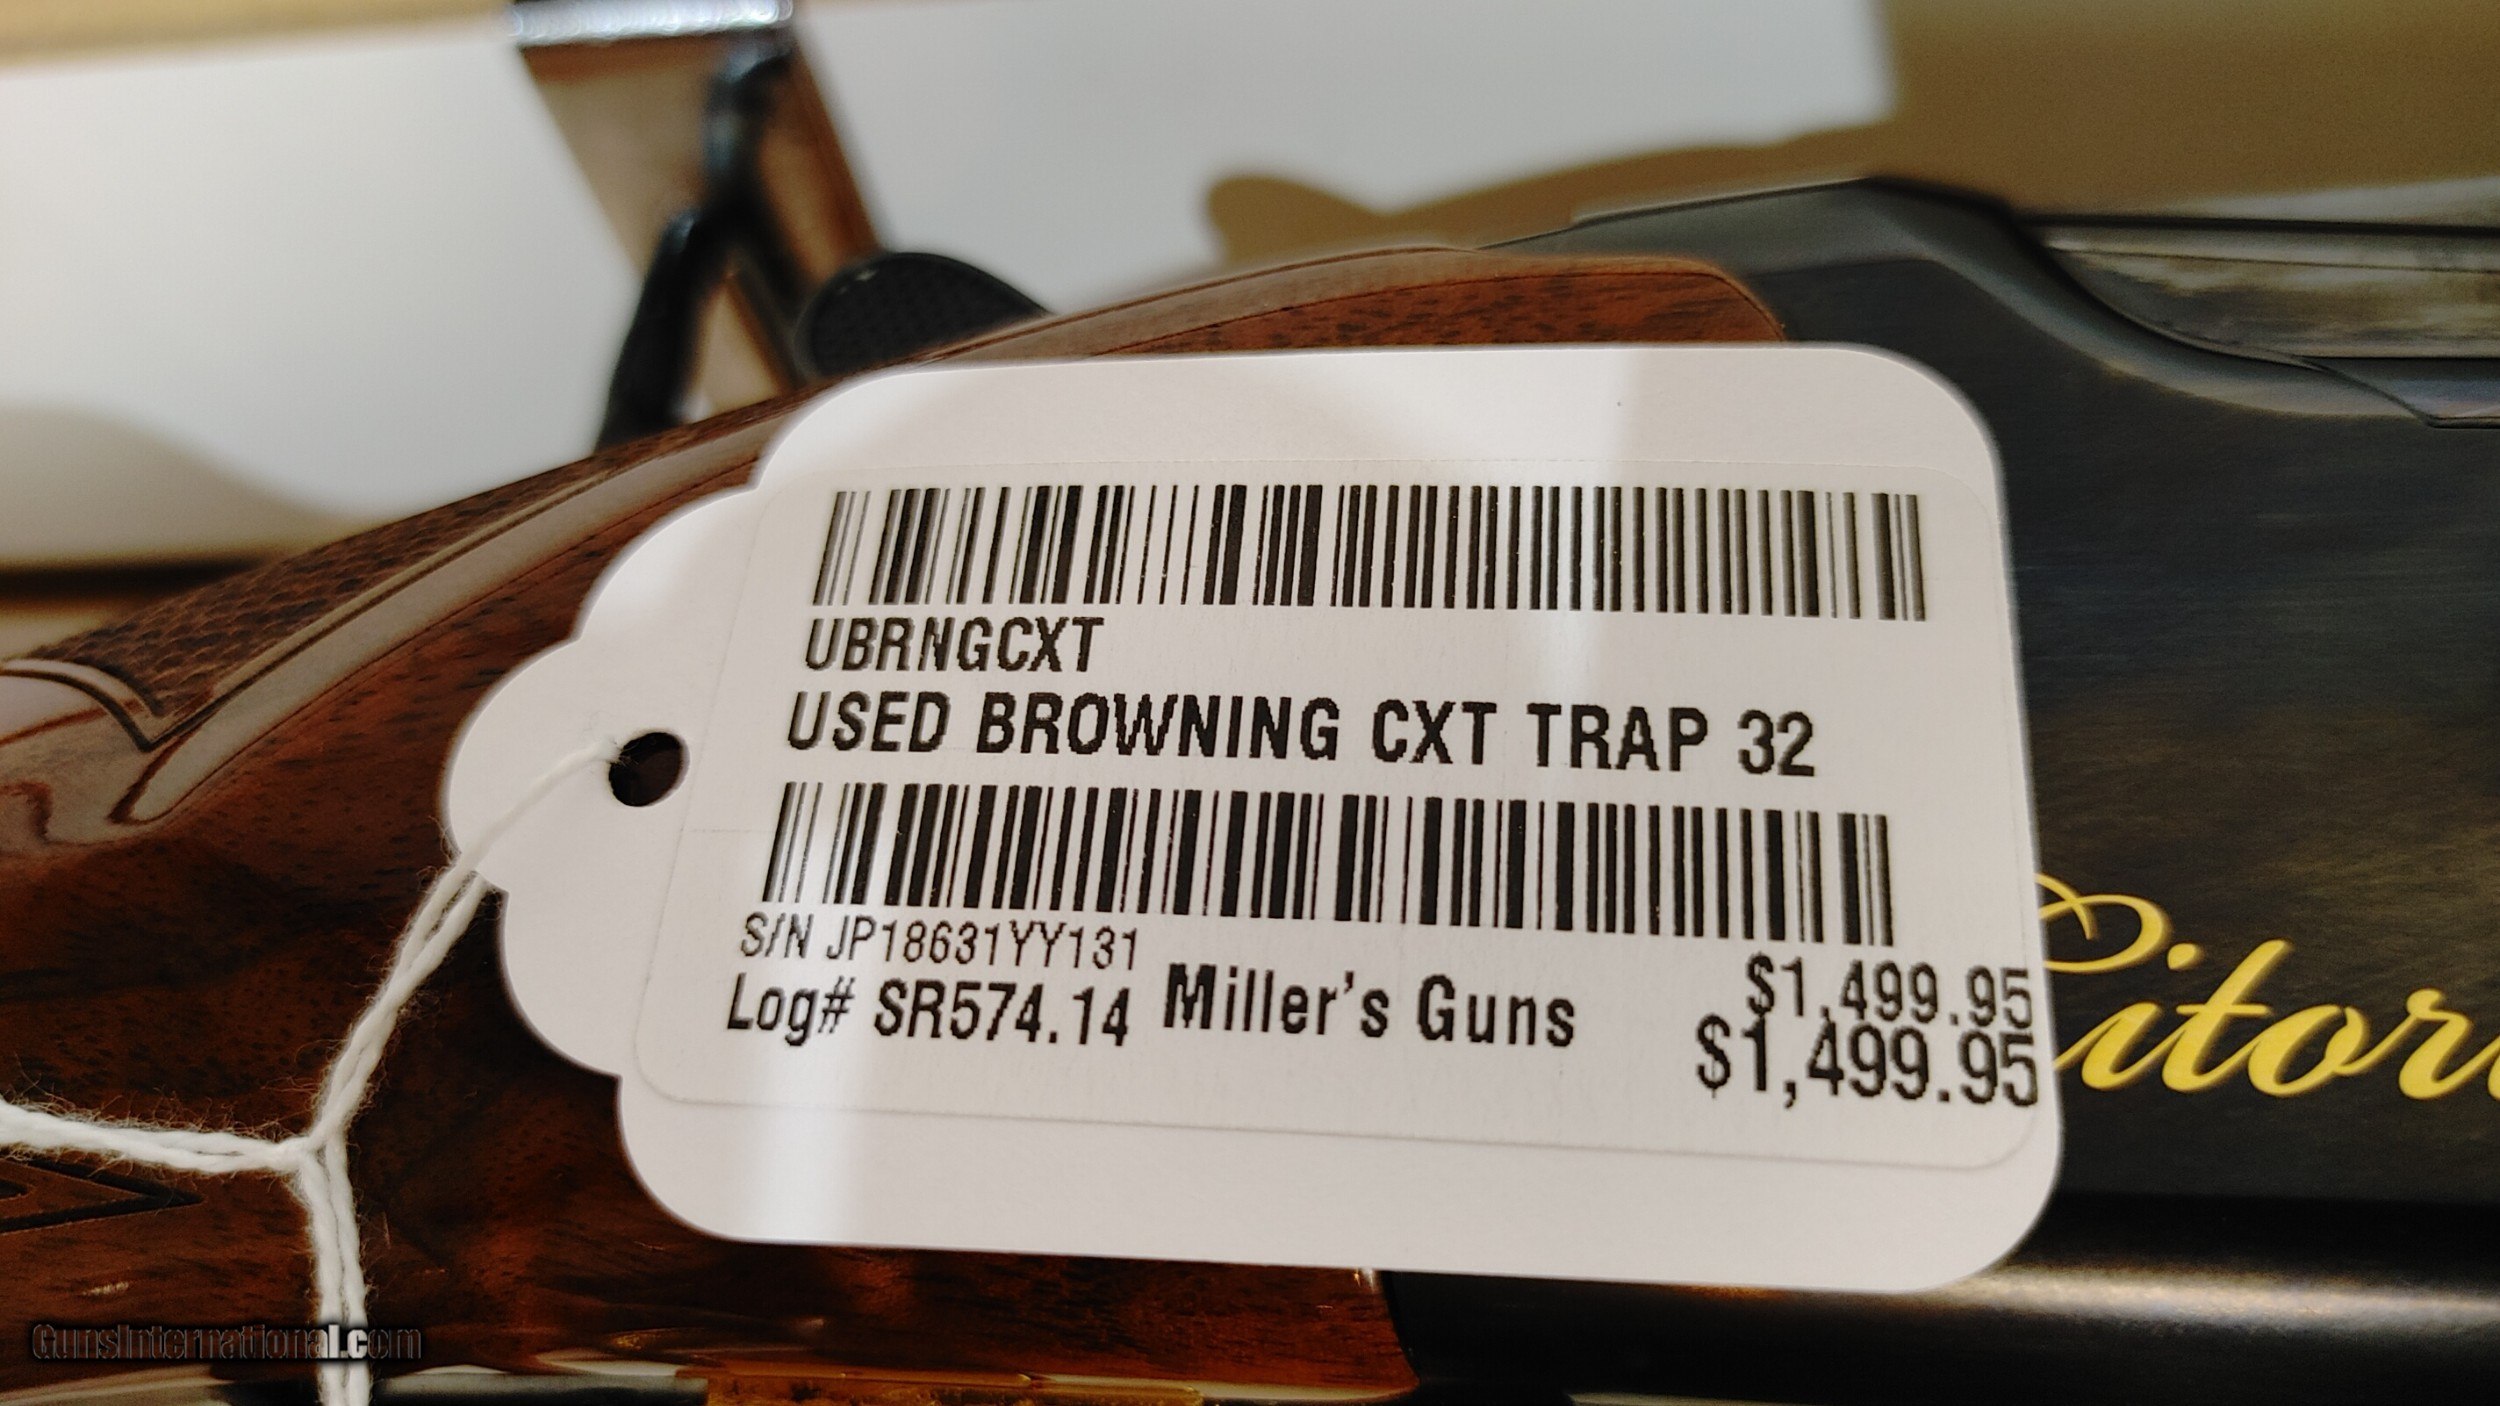 UBRNGCXT
USED BROWNING CXT TRAP 32
S/N JP18631YY131
$1,499.95
Log# SR574.14 Miller's Guns
$1,499.95
Citor
GunsInternational.com